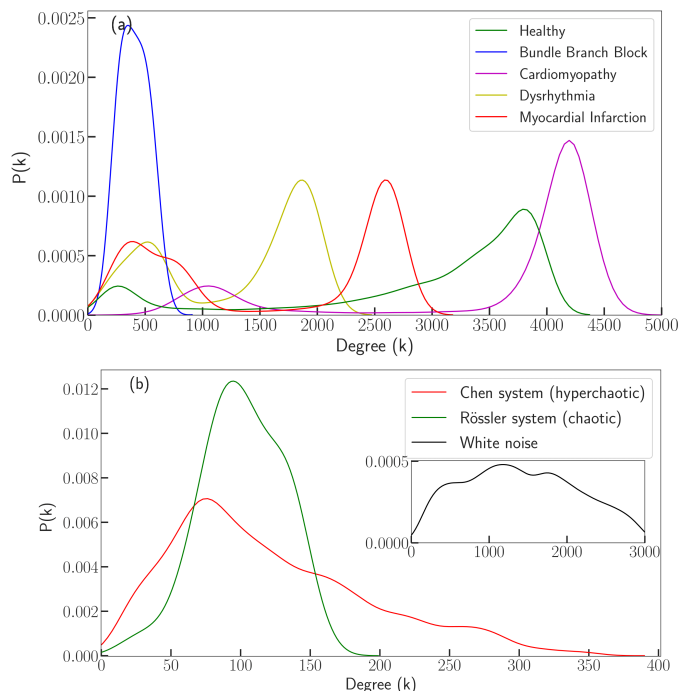 (a)
Healthy
Bundle Branch Block
Cardiomyopathy
Dysrhythmia
Myocardial Infarction
P(k)
0.0025
0.0020
0.0015
0.0010
0.0005
0.0000
0 500 1000 1500 2000 2500 3000 3500 4000 4500 5000
Degree (k)
(b)
Chen system (hyperchaotic)
Rössler system (chaotic)
White noise
0.0005
0.0000
0 1000 2000 3000
P(k)
0.012
0.010
0.008
0.006
0.004
0.002
0.000
0 50 100 150 200 250 300 350 400
Degree (k)